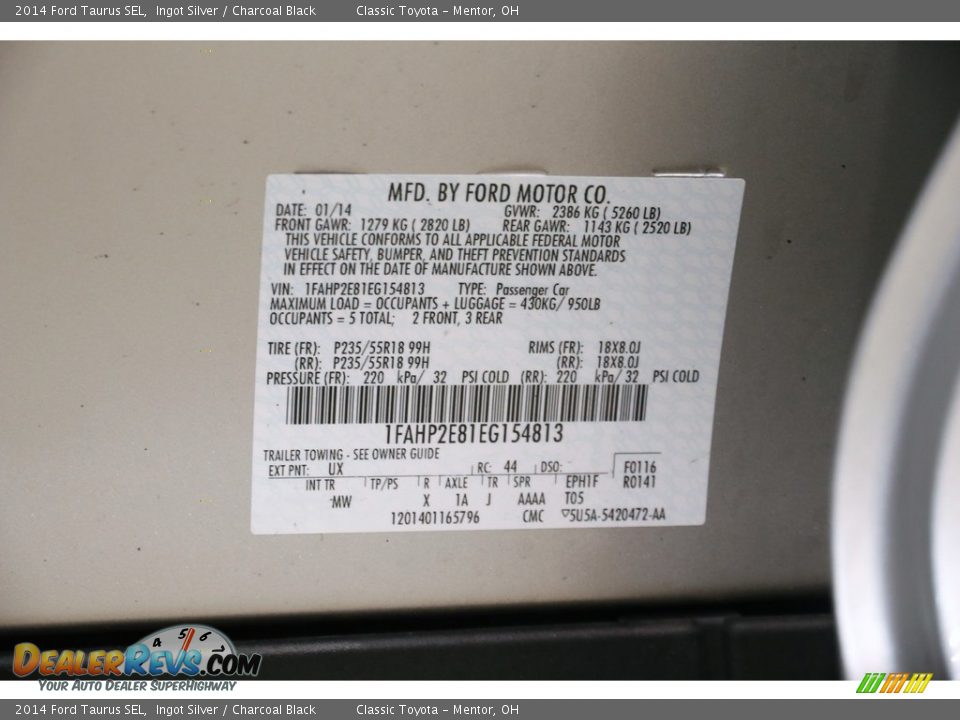 2014 Ford Taurus SEL, Ingot Silver / Charcoal Black Classic Toyota - Mentor, OH
MFD. BY FORD MOTOR CO.
DATE: 01/14 GVWR: 2386 KG ( 5260 LB)
FRONT GAWR: 1279 KG ( 2820 LB) REAR GAWR: 1143 KG ( 2520 LB)
THIS VEHICLE CONFORMS TO ALL APPLICABLE FEDERAL MOTOR
VEHICLE SAFETY, BUMPER, AND THEFT PREVENTION STANDARDS
IN EFFECT ON THE DATE OF MANUFACTURE SHOWN ABOVE.
VIN: 1FAHP2E81EG154813 TYPE: Passenger Car
MAXIMUM LOAD = OCCUPANTS + LUGGAGE = 430KG/ 950LB
OCCUPANTS = 5 TOTAL; 2 FRONT, 3 REAR
TIRE (FR): P235/55R18 99H RIMS (FR): 18X8.0J
(RR): P235/55R18 99H (RR): 18X8.0J
PRESSURE (FR): 220 kPa/ 32 PSI COLD (RR): 220 kPa/ 32 PSI COLD
1FAHP2E81EG154813
TRAILER TOWING - SEE OWNER GUIDE
EXT PNT: UX RC: 44 DSO: F0116
INT TR TP/PS R AXLE TR SPR EPH1F R0141
MW X 1A J AAAA T05
1201401165796 CMC ▽5U5A-5420472-AA
4 5 6
DEALERREVS.COM
YOUR AUTO DEALER SUPERHIGHWAY
2014 Ford Taurus SEL, Ingot Silver / Charcoal Black Classic Toyota - Mentor, OH